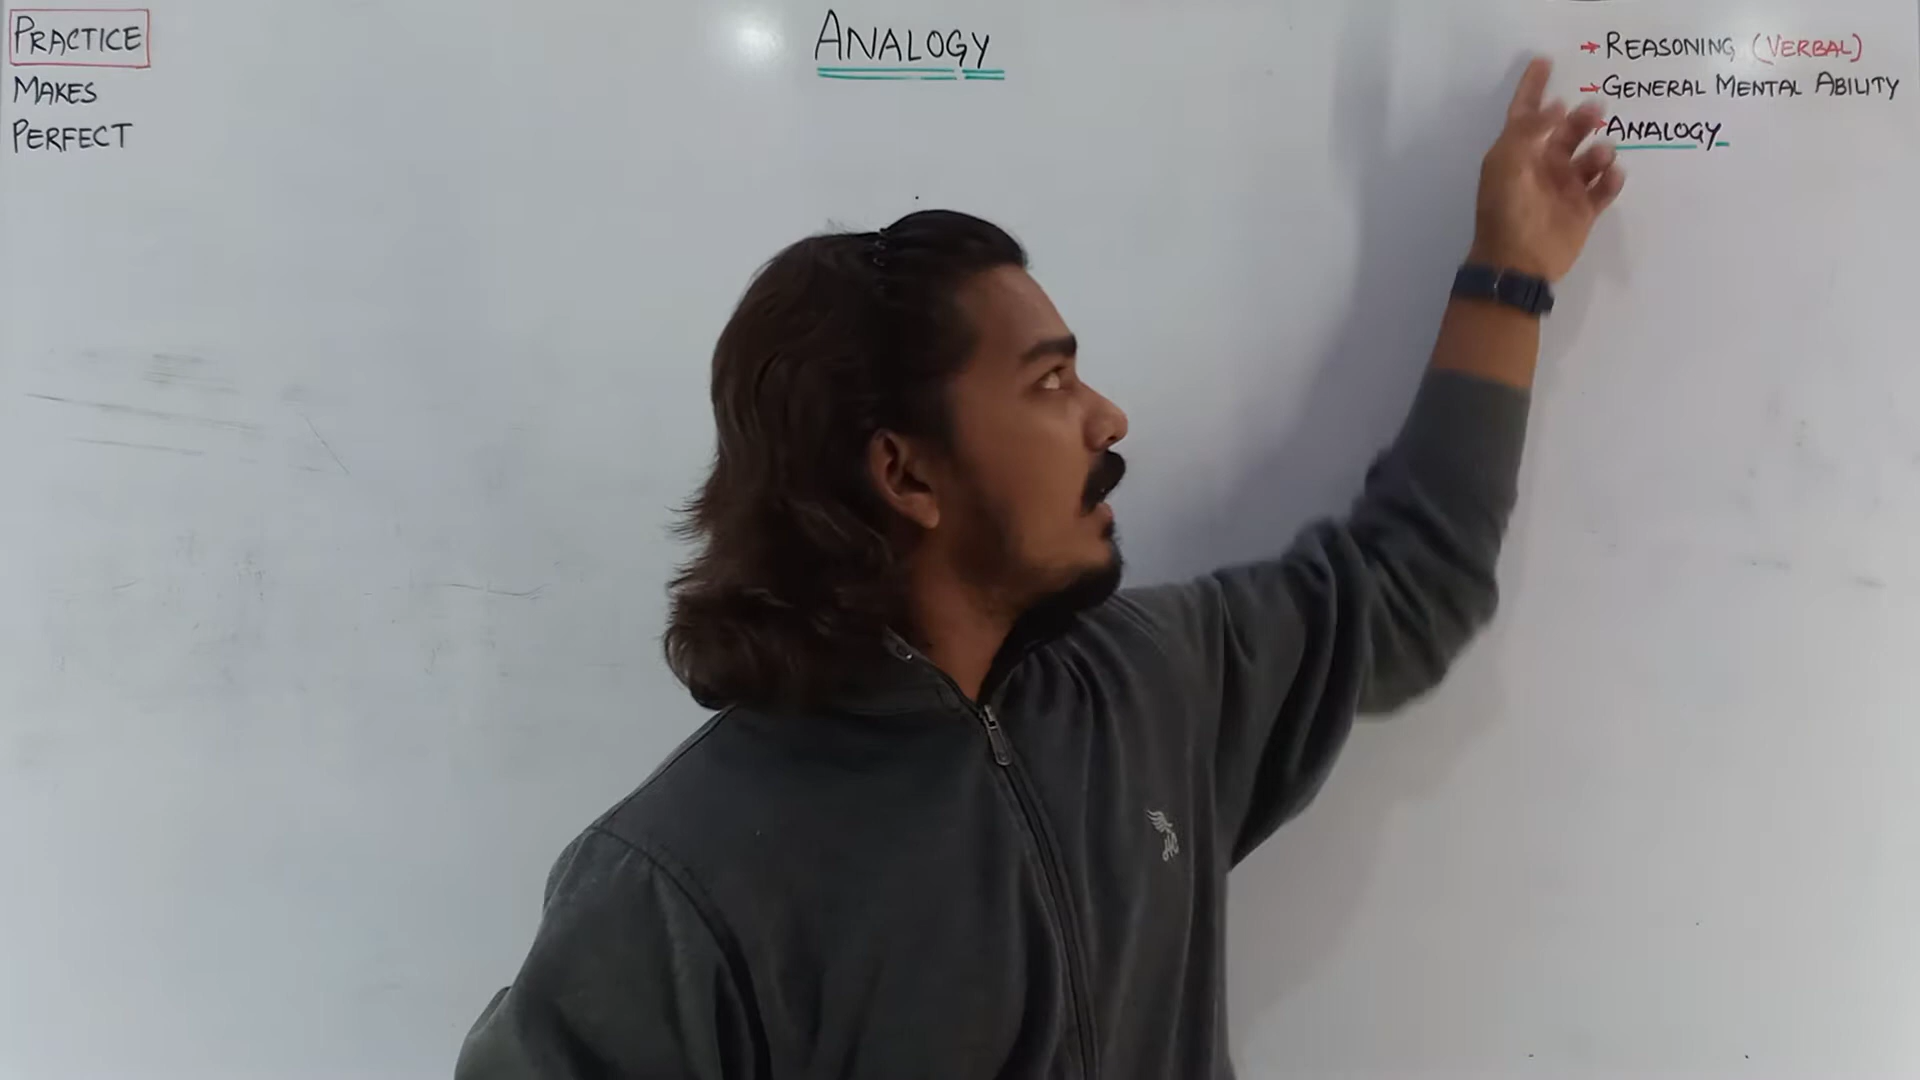 PRACTICE
MAKES
PERFECT
ANALOGY
→ REASONING (VERBAL)
→ GENERAL MENTAL ABILITY
→ ANALOGY